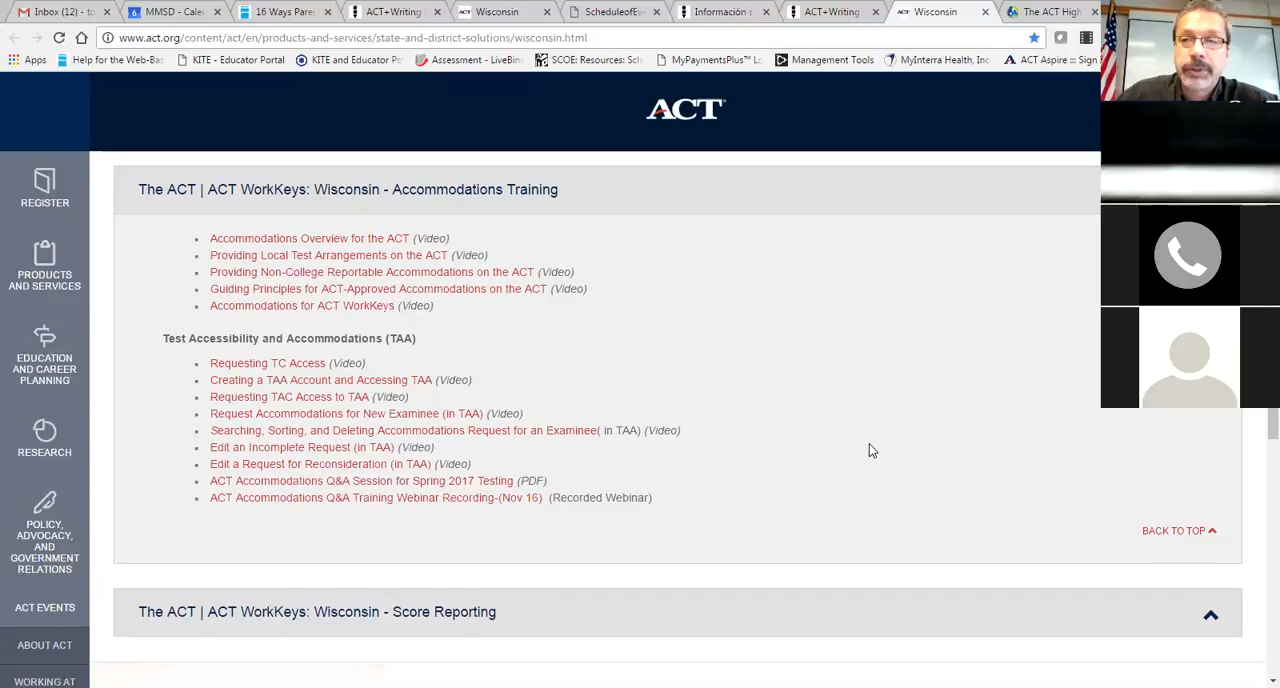 Inbox (12) - tp
MMSD - Caler
16 Ways Pare
ACT+Writing
Wisconsin
ScheduleofEv
Información s
ACT+Writing
Wisconsin
The ACT High
www.act.org/content/act/en/products-and-services/state-and-district-solutions/wisconsin.html
Apps
Help for the Web-Bas
KITE - Educator Portal
KITE and Educator Po
Assessment - LiveBin
SCOE: Resources: Sch
MyPaymentsPlus™ Lo
Management Tools
MyInterra Health, Inc.
ACT Aspire :: Sign
ACT
REGISTER
PRODUCTS
AND SERVICES
EDUCATION
AND CAREER
PLANNING
RESEARCH
POLICY,
ADVOCACY,
AND
GOVERNMENT
RELATIONS
ACT EVENTS
ABOUT ACT
WORKING AT
The ACT | ACT WorkKeys: Wisconsin - Accommodations Training
Accommodations Overview for the ACT (Video)
Providing Local Test Arrangements on the ACT (Video)
Providing Non-College Reportable Accommodations on the ACT (Video)
Guiding Principles for ACT-Approved Accommodations on the ACT (Video)
Accommodations for ACT WorkKeys (Video)
Test Accessibility and Accommodations (TAA)
Requesting TC Access (Video)
Creating a TAA Account and Accessing TAA (Video)
Requesting TAC Access to TAA (Video)
Request Accommodations for New Examinee (in TAA) (Video)
Searching, Sorting, and Deleting Accommodations Request for an Examinee( in TAA) (Video)
Edit an Incomplete Request (in TAA) (Video)
Edit a Request for Reconsideration (in TAA) (Video)
ACT Accommodations Q&A Session for Spring 2017 Testing (PDF)
ACT Accommodations Q&A Training Webinar Recording-(Nov 16) (Recorded Webinar)
BACK TO TOP
The ACT | ACT WorkKeys: Wisconsin - Score Reporting